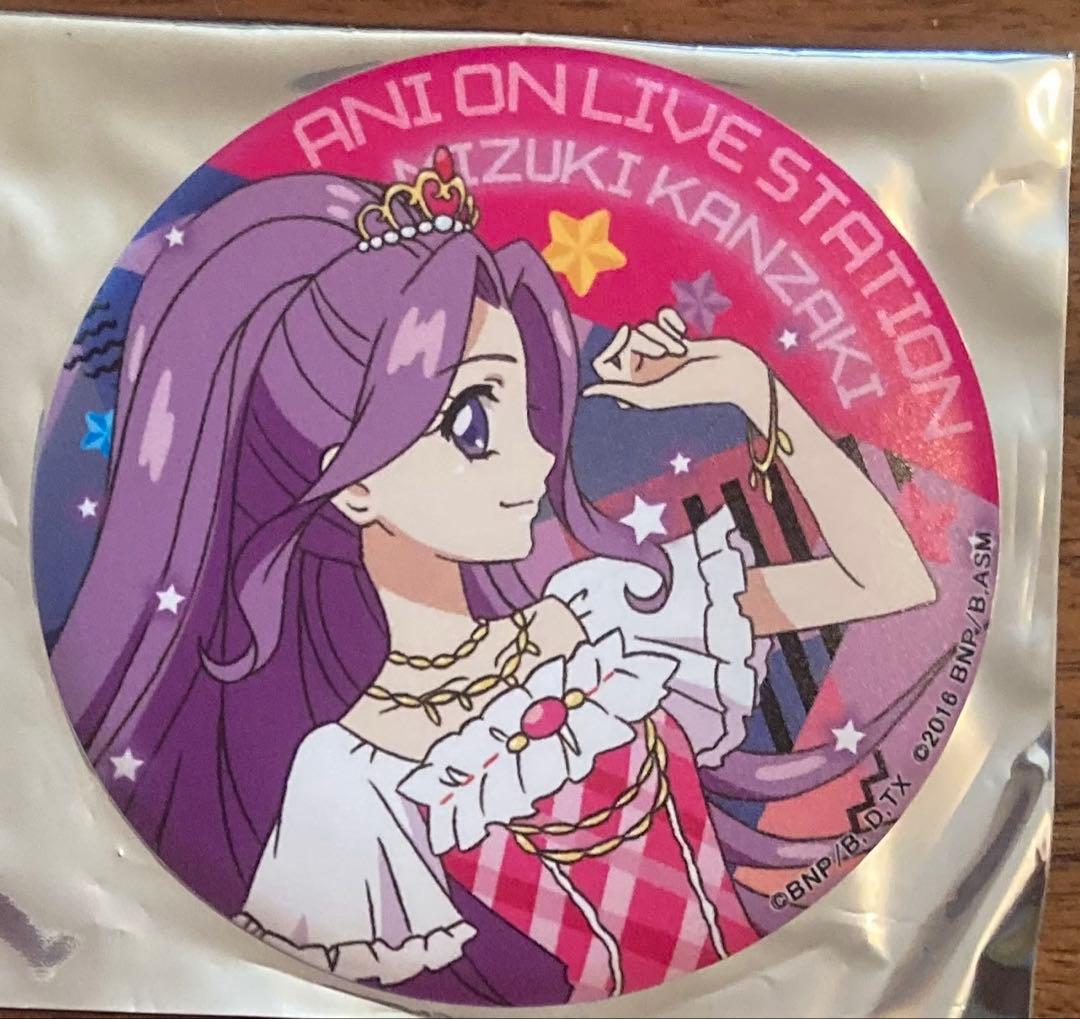 ANI ON LIVE STATION
MIZUKI KANZAKI
©2016 BNP/B,ASM
©BNP/B, D, TX